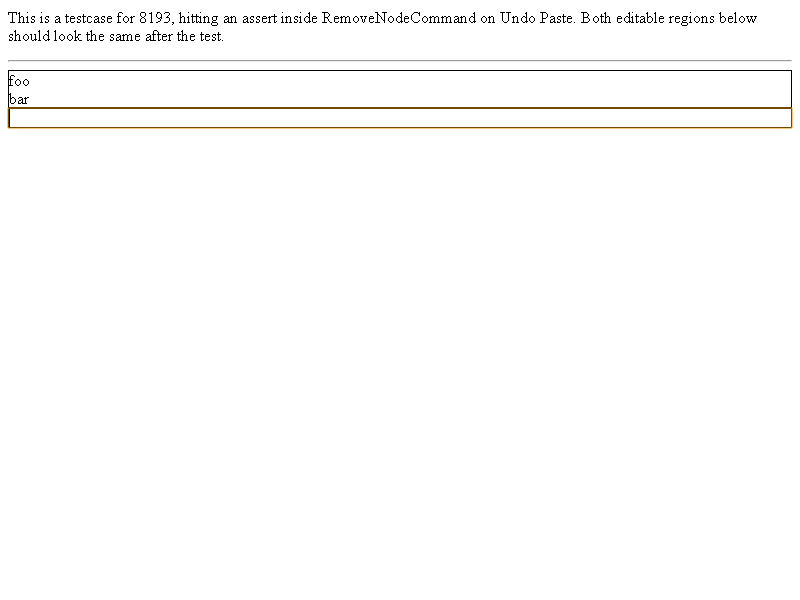 This is a testcase for 8193, hitting an assert inside RemoveNodeCommand on Undo Paste. Both editable regions below
should look the same after the test.
foo
bar